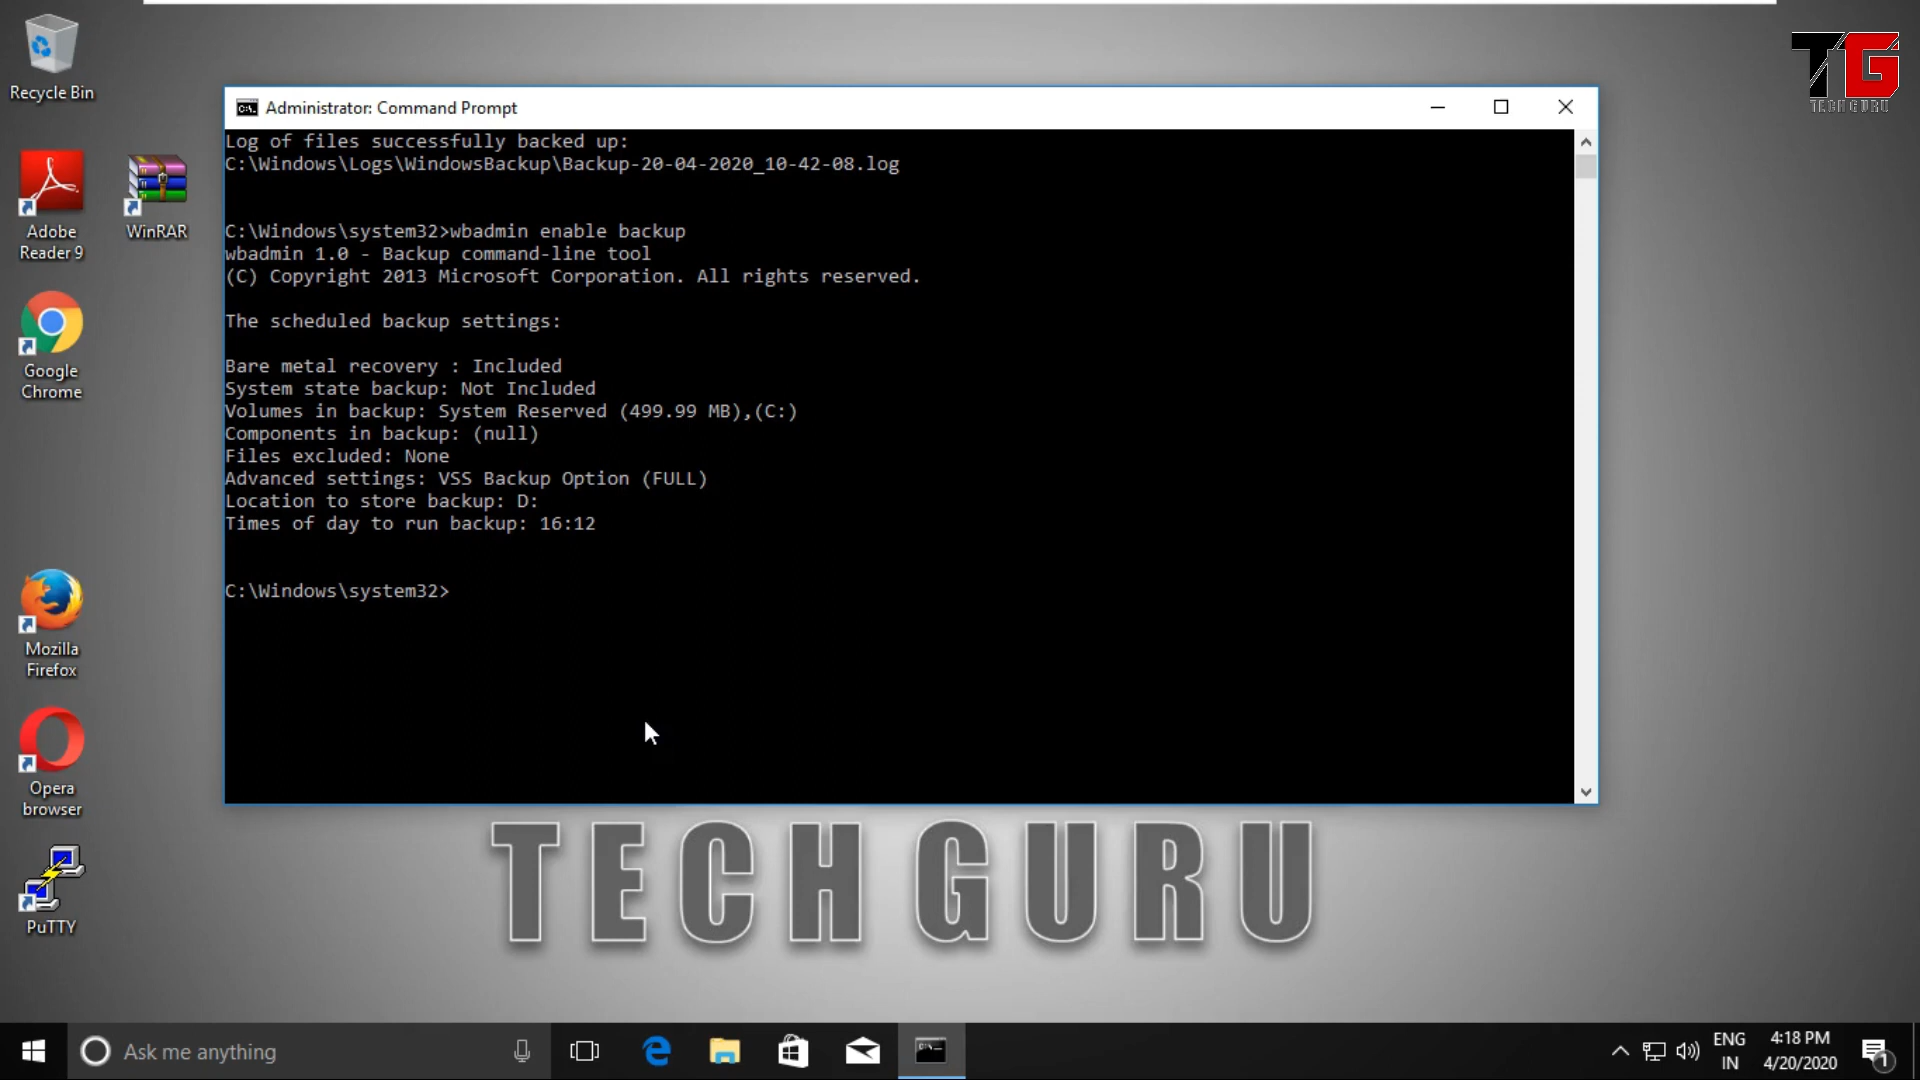 Recycle Bin
Adobe
Reader 9
WinRAR
Google
Chrome
Mozilla
Firefox
Opera
browser
PuTTY
TG
TECH GURU
Administrator: Command Prompt
Log of files successfully backed up:
C:\Windows\Logs\WindowsBackup\Backup-20-04-2020_10-42-08.log
C:\Windows\system32>wbadmin enable backup
wbadmin 1.0 - Backup command-line tool
(C) Copyright 2013 Microsoft Corporation. All rights reserved.
The scheduled backup settings:
Bare metal recovery : Included
System state backup: Not Included
Volumes in backup: System Reserved (499.99 MB),(C:)
Components in backup: (null)
Files excluded: None
Advanced settings: VSS Backup Option (FULL)
Location to store backup: D:
Times of day to run backup: 16:12
C:\Windows\system32>
TECH GURU
Ask me anything
ENG
IN
4:18 PM
4/20/2020
1